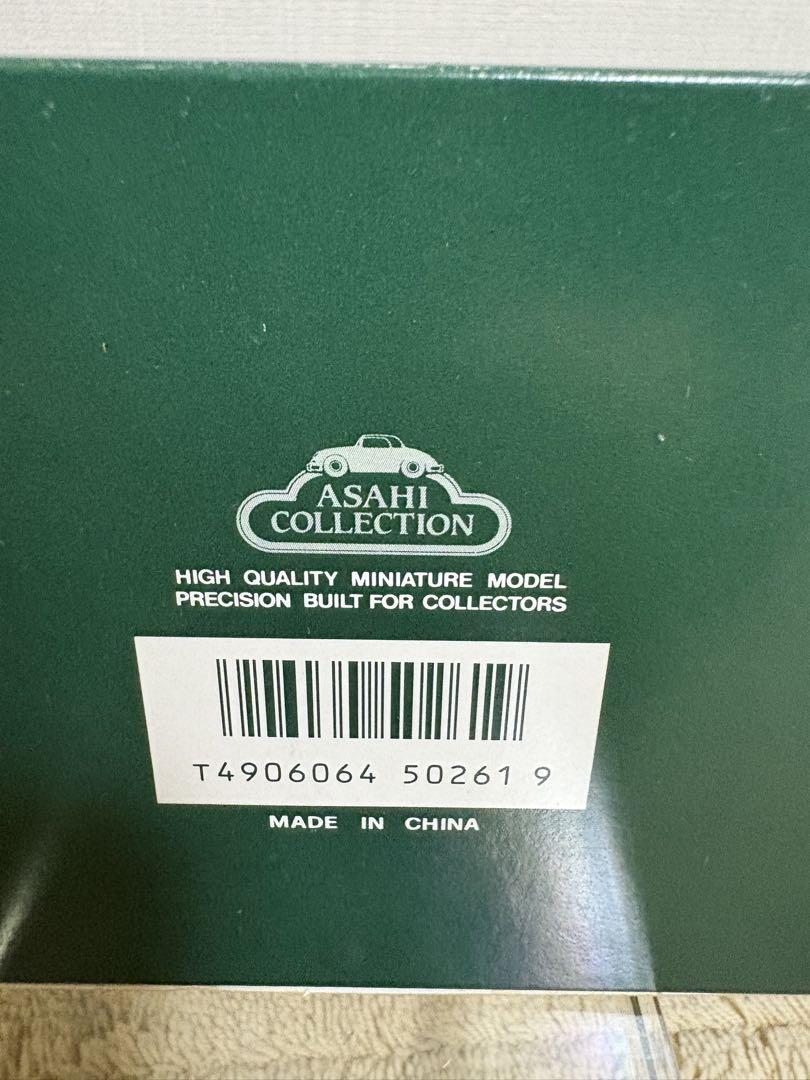 ASAHI
COLLECTION
HIGH QUALITY MINIATURE MODEL
PRECISION BUILT FOR COLLECTORS
T4906064 50261 9
MADE IN CHINA